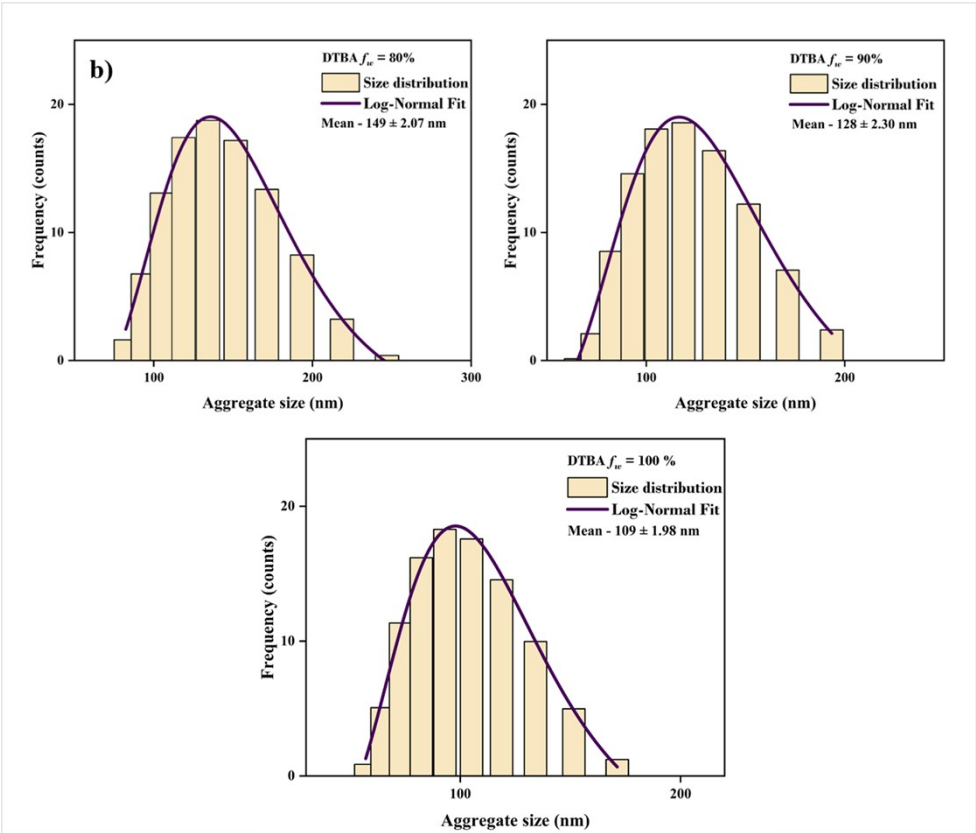 b)
DTBA fw = 80%
Size distribution
Log-Normal Fit
Mean - 149 ± 2.07 nm
Frequency (counts)
20
10
0
100
200
300
Aggregate size (nm)
DTBA fw = 90%
Size distribution
Log-Normal Fit
Mean - 128 ± 2.30 nm
Frequency (counts)
20
10
0
100
200
Aggregate size (nm)
DTBA fw = 100 %
Size distribution
Log-Normal Fit
Mean - 109 ± 1.98 nm
Frequency (counts)
20
10
0
100
200
Aggregate size (nm)